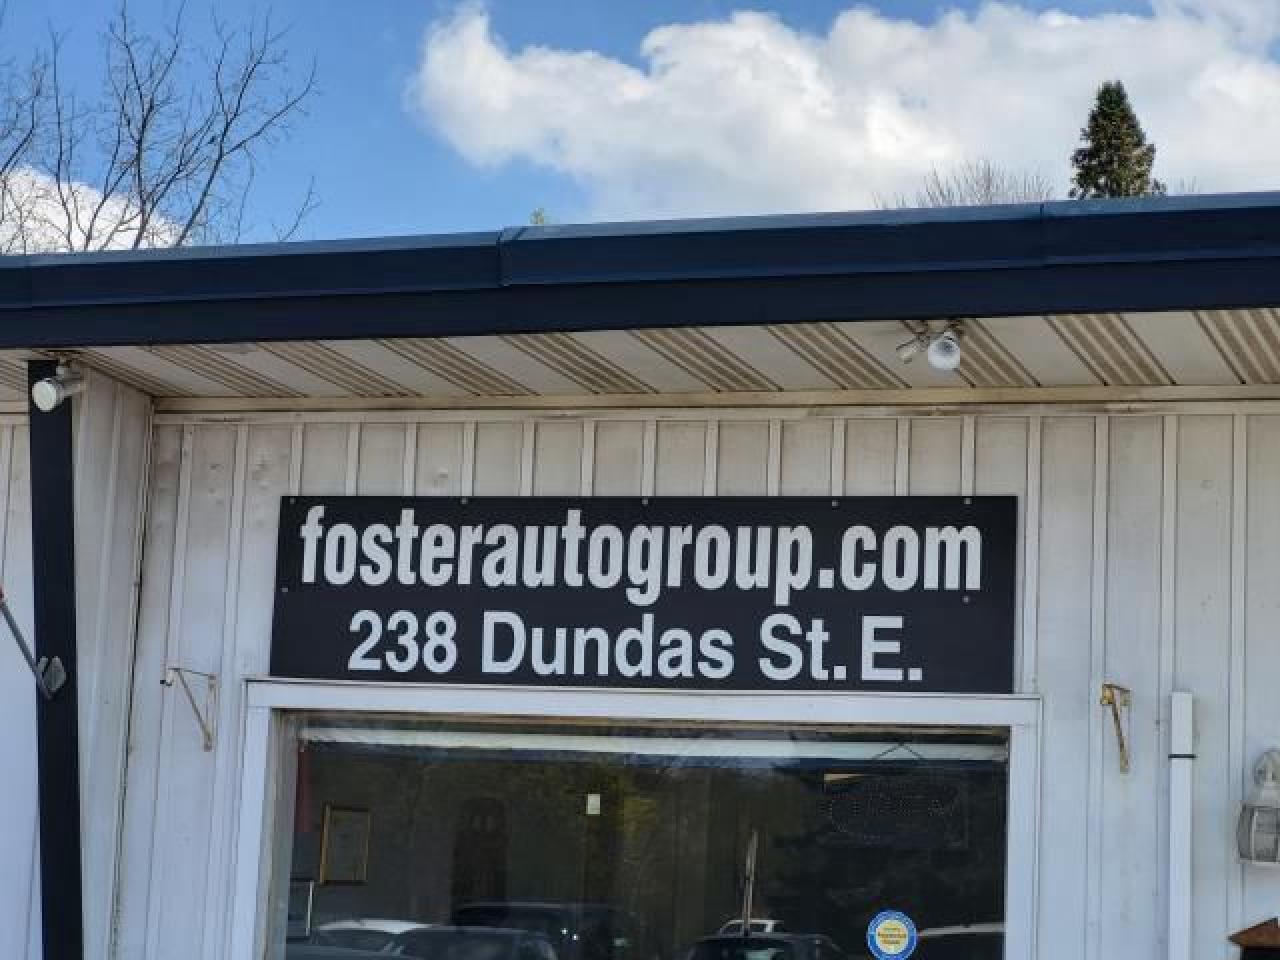 fosterautogroup.com
238 Dundas St. E.